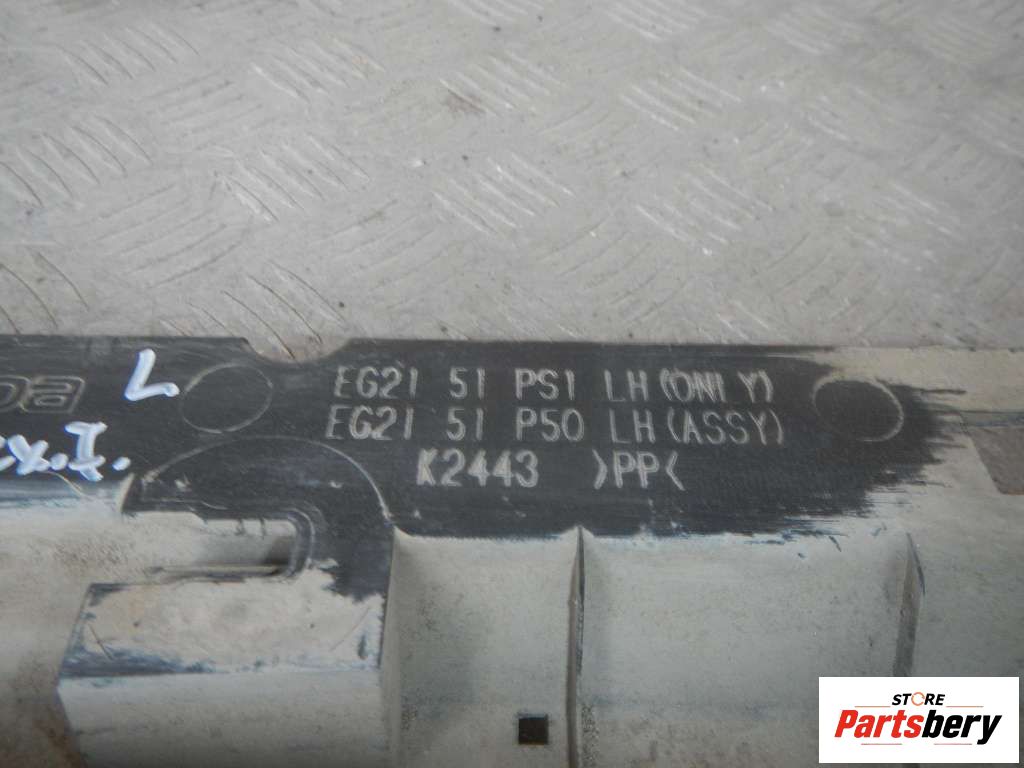 EG21 51 PS1 LH(ONLY)
EG21 51 P50 LH(ASSY)
K2443 >PP<
STORE
Partsbery